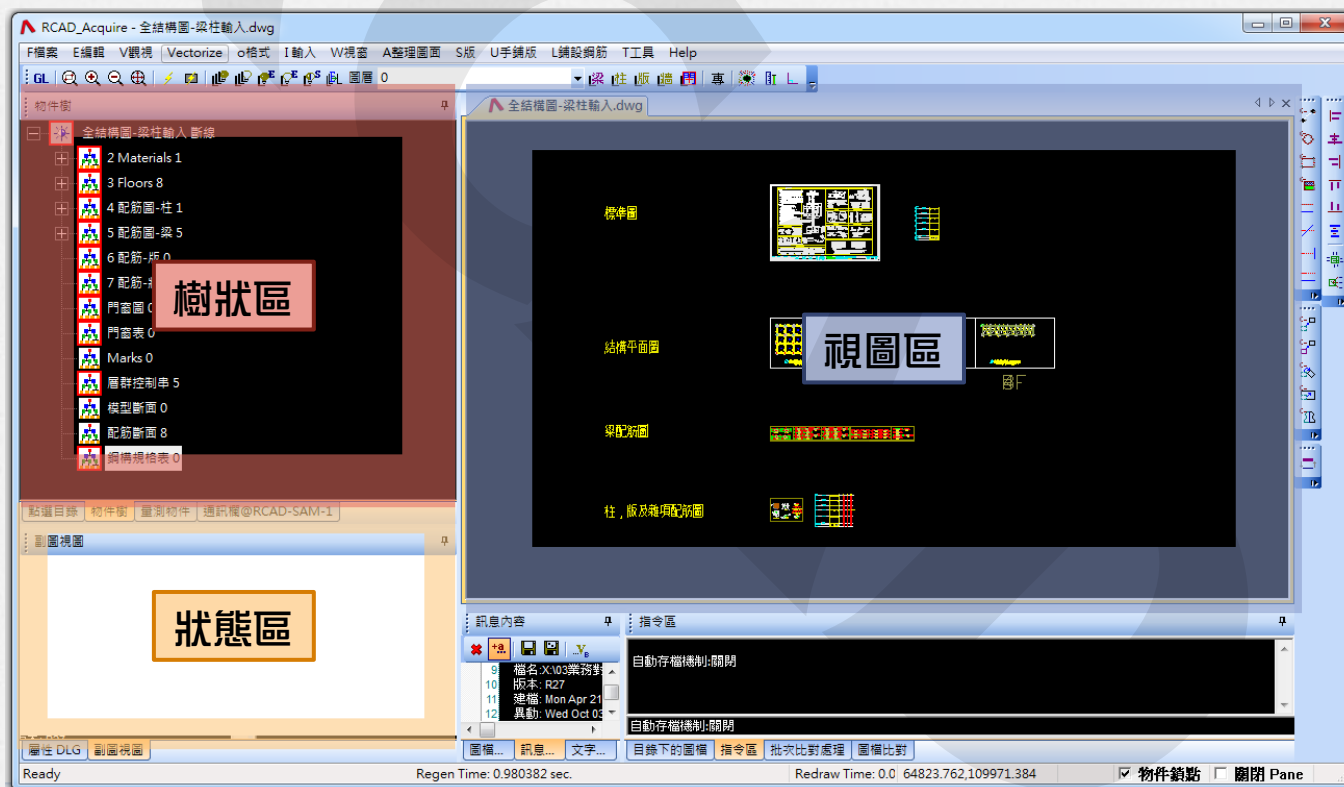 RCAD_Acquire - 全結構圖-梁柱輸入.dwg
F檔案 E編輯 V觀視 Vectorize o格式 I輸入 W視窗 A整理圖面 S版 U手鋪版 L鋪設鋼筋 T工具 Help
GL 圖層 0 梁 柱 版 牆 專
物件樹
全結構圖-梁柱輸入.dwg
全結構圖-梁柱輸入 斷線
2 Materials 1
3 Floors 8
4 配筋圖-柱 1
5 配筋圖-梁 5
6 配筋-版 0
7 配筋-
門窗圖 0
門窗表 0
Marks 0
層群控制串 5
模型斷面 0
配筋斷面 8
鋼構規格表 0
樹狀區
標準圖
結構平面圖
視圖區
梁配筋圖
柱,版及雜項配筋圖
點選目錄 物件樹 量測物件 通訊欄@RCAD-SAM-1
副圖視圖
狀態區
屬性 DLG 副圖視圖
訊息內容
9 檔名:X:\03業務對
10 版本: R27
11 建檔: Mon Apr 21
12 異動: Wed Oct 03
圖檔... 訊息... 文字...
指令區
自動存檔機制:關閉
自動存檔機制:關閉
目錄下的圖檔 指令區 批次比對處理 圖檔比對
Ready Regen Time: 0.980382 sec. Redraw Time: 0.0 64823.762,109971.384 物件鎖點 關閉 Pane